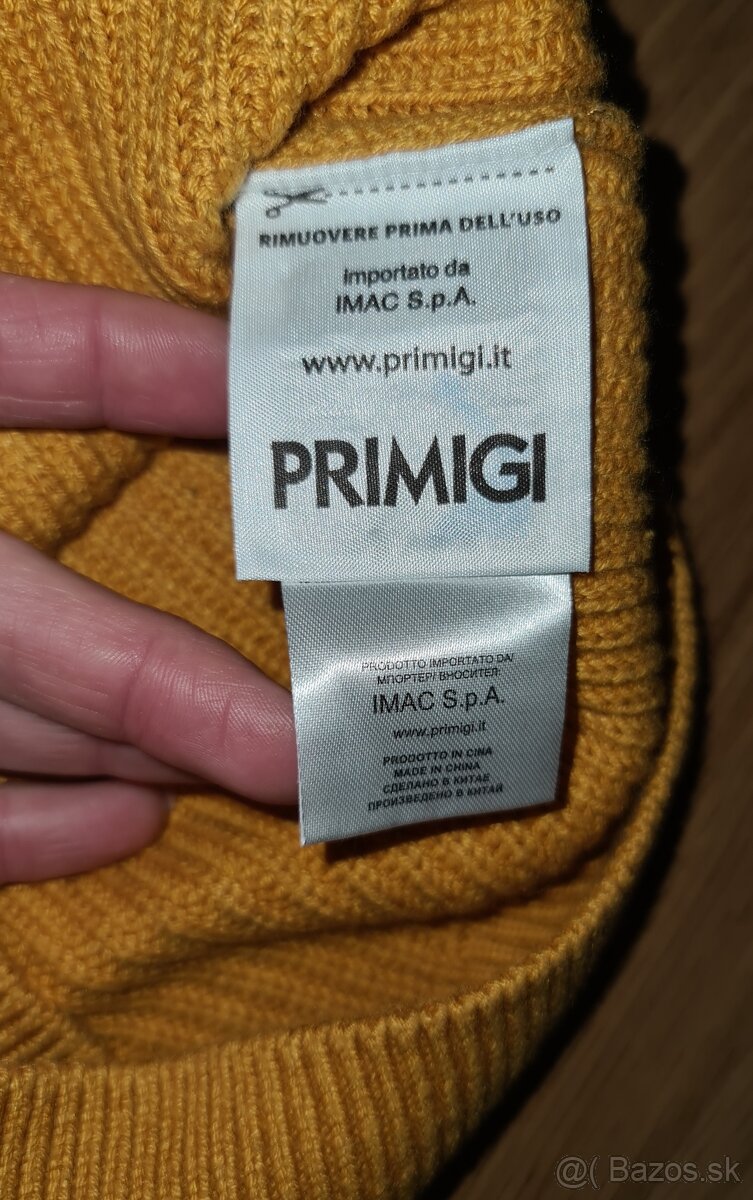 RIMUOVERE PRIMA DELL'USO
importato da
IMAC S.p.A.
www.primigi.it
PRIMIGI
PRODOTTO IMPORTATO DA/
МПОРТЕР/ ВНОСИТЕЛ:
IMAC S.p.A.
www.primigi.it
PRODOTTO IN CINA
MADE IN CHINA
СДЕЛАНО В КИТАЕ
ПРОИЗВЕДЕНО В КИТАЙ
@( Bazos.sk